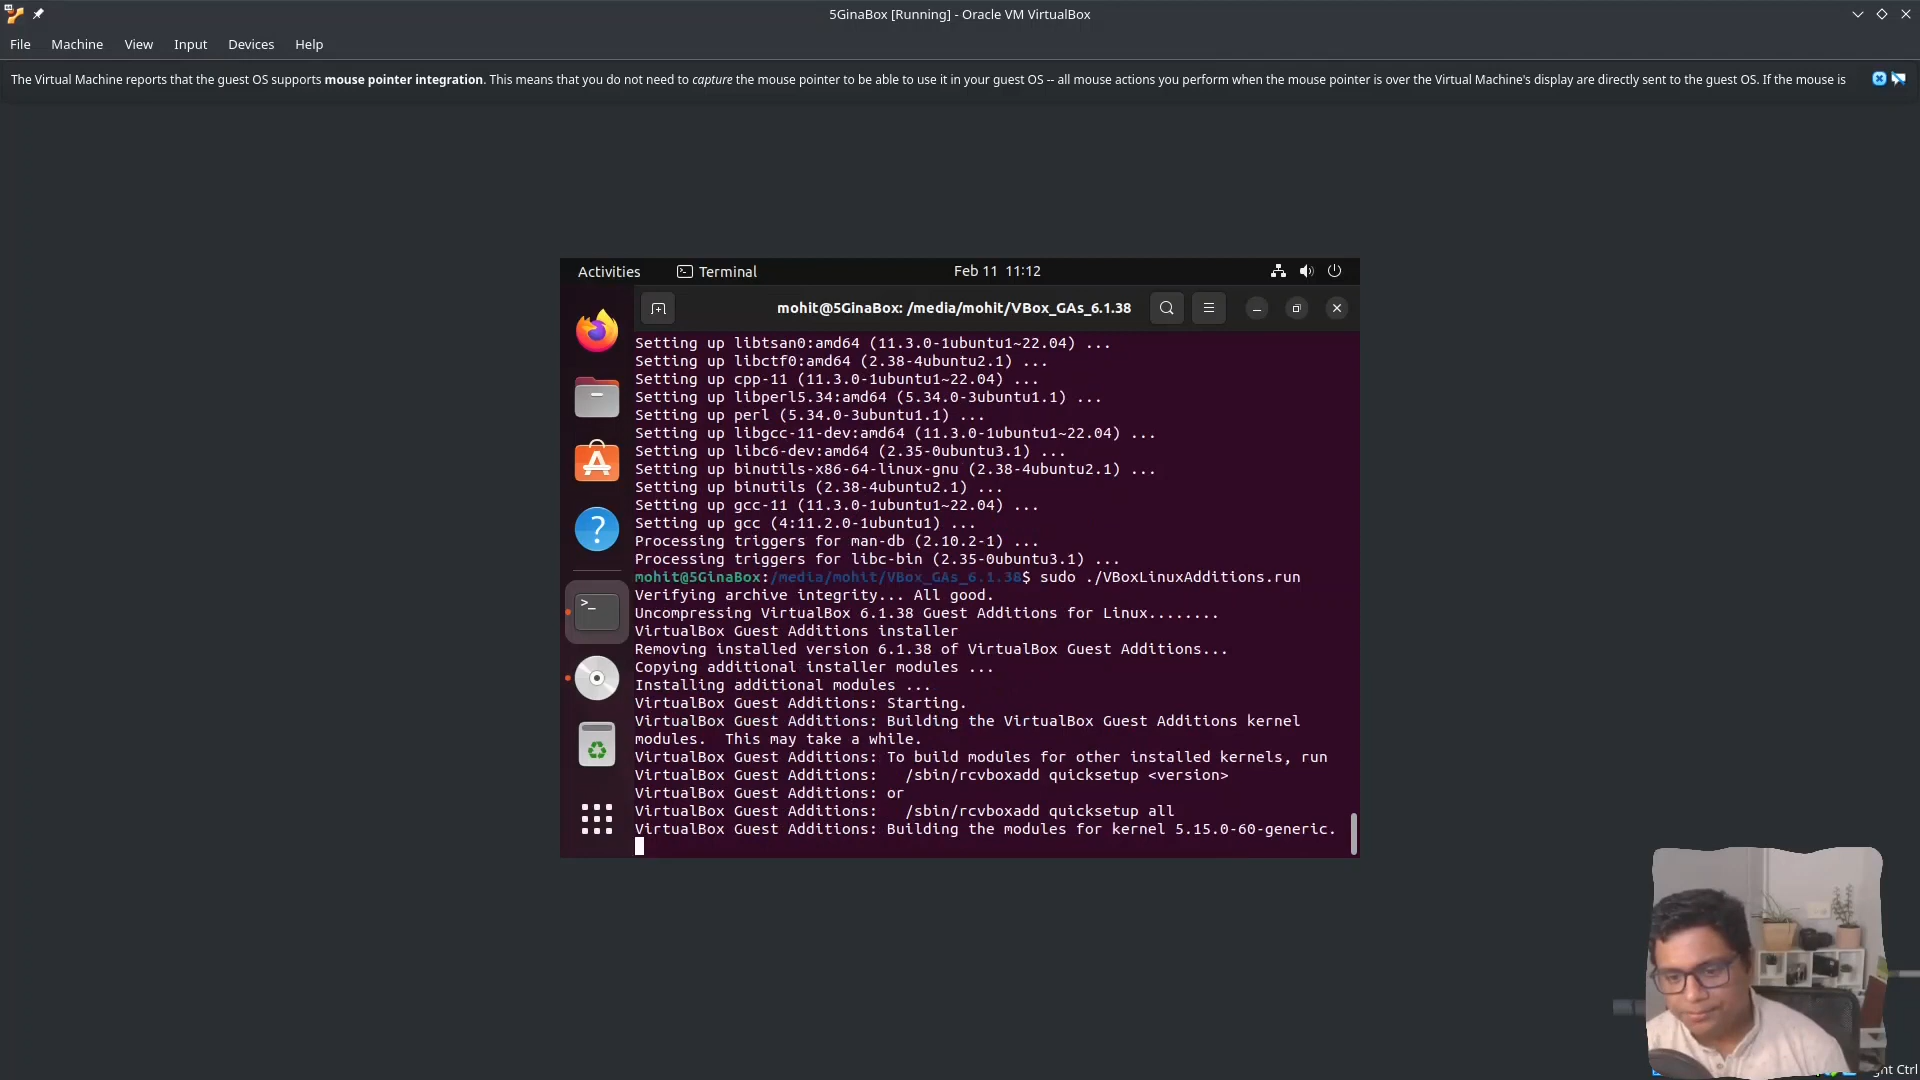 5GinaBox [Running] - Oracle VM VirtualBox
File Machine View Input Devices Help
The Virtual Machine reports that the guest OS supports mouse pointer integration. This means that you do not need to capture the mouse pointer to be able to use it in your guest OS -- all mouse actions you perform when the mouse pointer is over the Virtual Machine's display are directly sent to the guest OS. If the mouse is
Activities Terminal Feb 11 11:12
mohit@5GinaBox: /media/mohit/VBox_GAs_6.1.38
Setting up libtsan0:amd64 (11.3.0-1ubuntu1~22.04) ...
Setting up libctf0:amd64 (2.38-4ubuntu2.1) ...
Setting up cpp-11 (11.3.0-1ubuntu1~22.04) ...
Setting up libperl5.34:amd64 (5.34.0-3ubuntu1.1) ...
Setting up perl (5.34.0-3ubuntu1.1) ...
Setting up libgcc-11-dev:amd64 (11.3.0-1ubuntu1~22.04) ...
Setting up libc6-dev:amd64 (2.35-0ubuntu3.1) ...
Setting up binutils-x86-64-linux-gnu (2.38-4ubuntu2.1) ...
Setting up binutils (2.38-4ubuntu2.1) ...
Setting up gcc-11 (11.3.0-1ubuntu1~22.04) ...
Setting up gcc (4:11.2.0-1ubuntu1) ...
Processing triggers for man-db (2.10.2-1) ...
Processing triggers for libc-bin (2.35-0ubuntu3.1) ...
mohit@5GinaBox:/media/mohit/VBox_GAs_6.1.38$ sudo ./VBoxLinuxAdditions.run
Verifying archive integrity... All good.
Uncompressing VirtualBox 6.1.38 Guest Additions for Linux........
VirtualBox Guest Additions installer
Removing installed version 6.1.38 of VirtualBox Guest Additions...
Copying additional installer modules ...
Installing additional modules ...
VirtualBox Guest Additions: Starting.
VirtualBox Guest Additions: Building the VirtualBox Guest Additions kernel
modules.  This may take a while.
VirtualBox Guest Additions: To build modules for other installed kernels, run
VirtualBox Guest Additions:   /sbin/rcvboxadd quicksetup <version>
VirtualBox Guest Additions: or
VirtualBox Guest Additions:   /sbin/rcvboxadd quicksetup all
VirtualBox Guest Additions: Building the modules for kernel 5.15.0-60-generic.
Ctrl